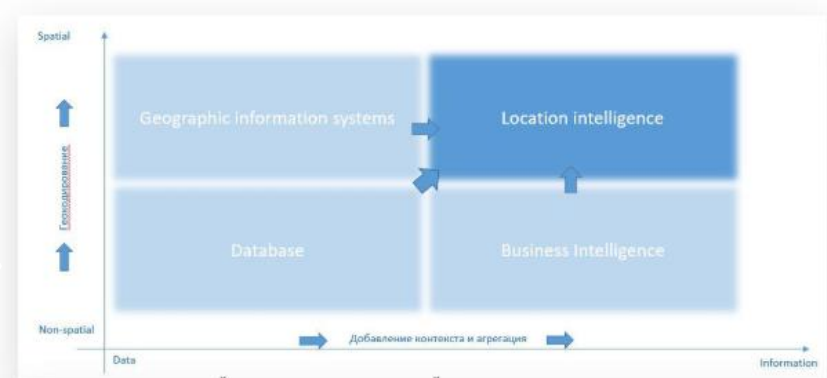 Spatial
Geographic information systems
Location intelligence
Геокодирование
Database
Business Intelligence
Non-spatial
Добавление контекста и агрегация
Data
Information